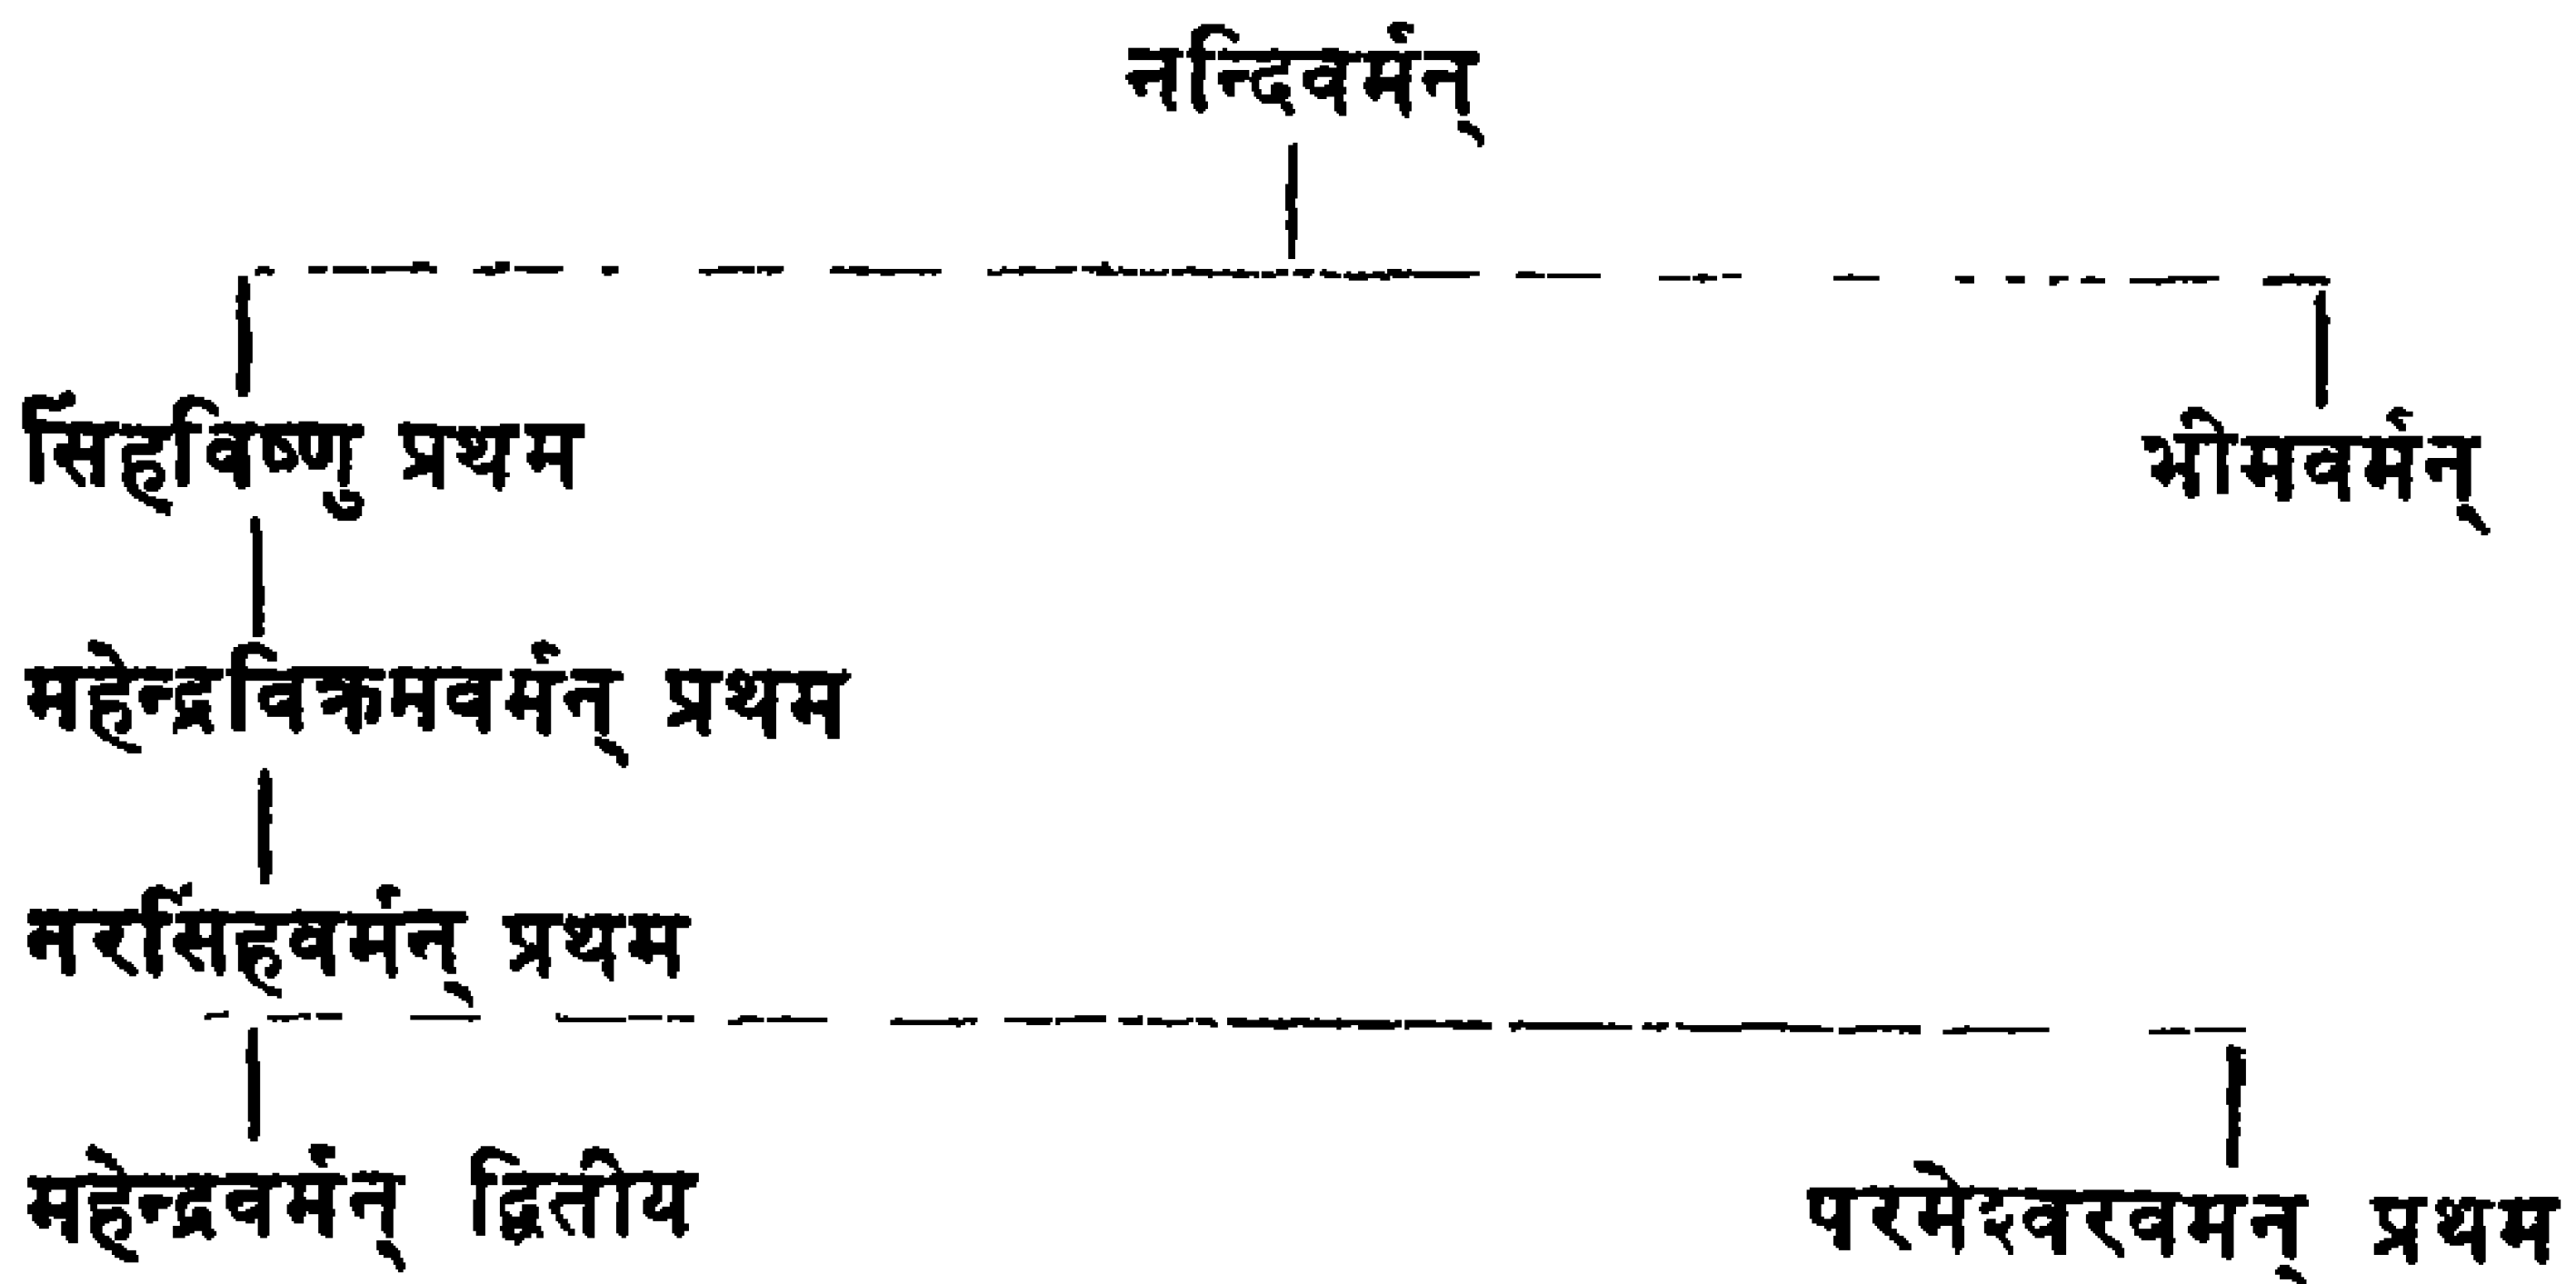 नन्दिवर्मन्
सिंहविष्णु प्रथम
भीमवर्मन्
महेन्द्रविक्रमवर्मन् प्रथम
नरसिंहवर्मन् प्रथम
महेन्द्रवर्मन् द्वितीय
परमेश्वरवमन् प्रथम